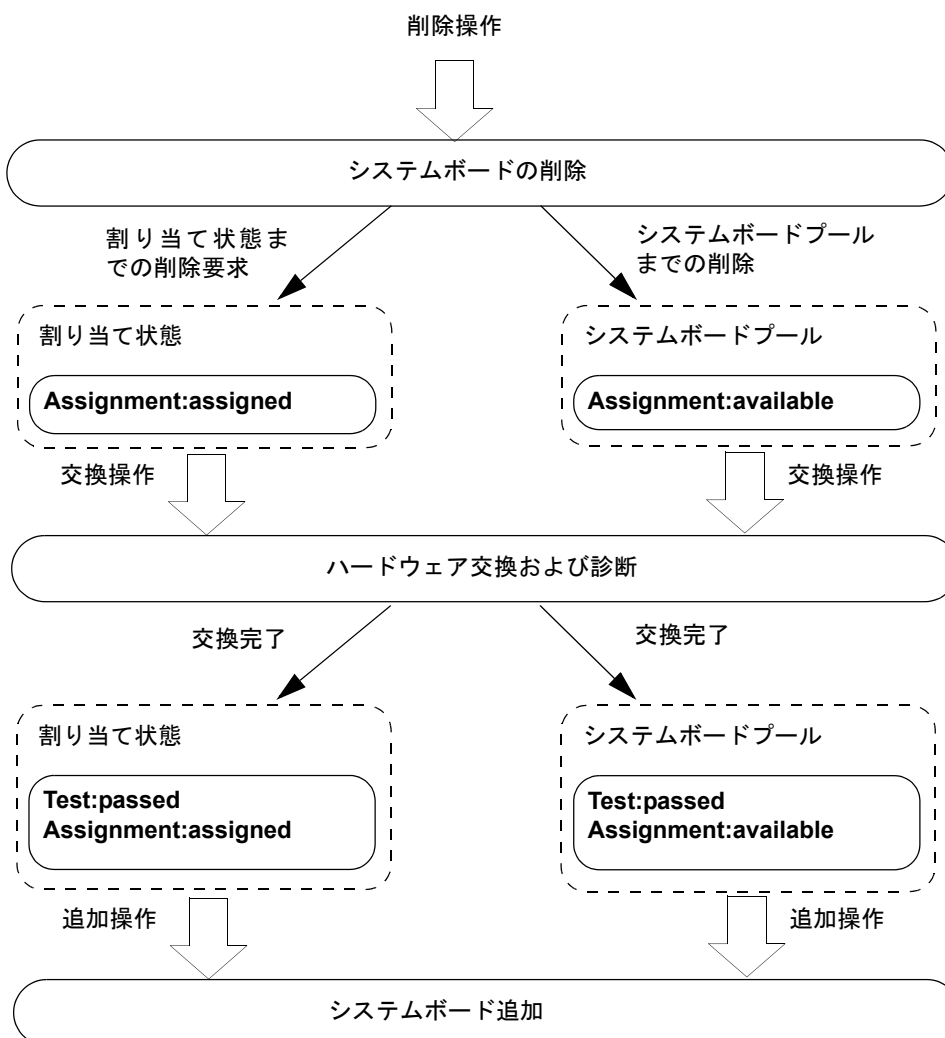 削除操作
システムボードの削除
割り当て状態ま
での削除要求
システムボードプール
までの削除
割り当て状態
Assignment:assigned
システムボードプール
Assignment:available
交換操作
交換操作
ハードウェア交換および診断
交換完了
交換完了
割り当て状態
Test:passed
Assignment:assigned
システムボードプール
Test:passed
Assignment:available
追加操作
追加操作
システムボード追加